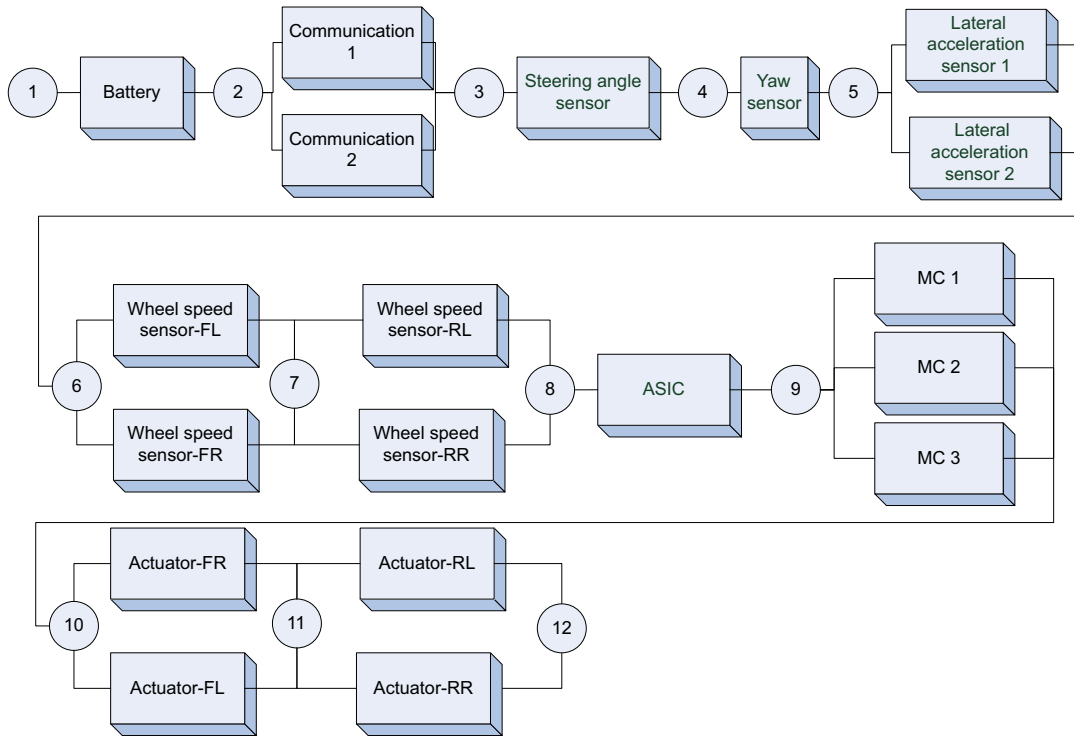 1
Battery
2
Communication
1
Communication
2
3
Steering angle
sensor
4
Yaw
sensor
5
Lateral
acceleration
sensor 1
Lateral
acceleration
sensor 2
6
Wheel speed
sensor-FL
Wheel speed
sensor-FR
7
Wheel speed
sensor-RL
Wheel speed
sensor-RR
8
ASIC
9
MC 1
MC 2
MC 3
10
Actuator-FR
Actuator-FL
11
Actuator-RL
Actuator-RR
12